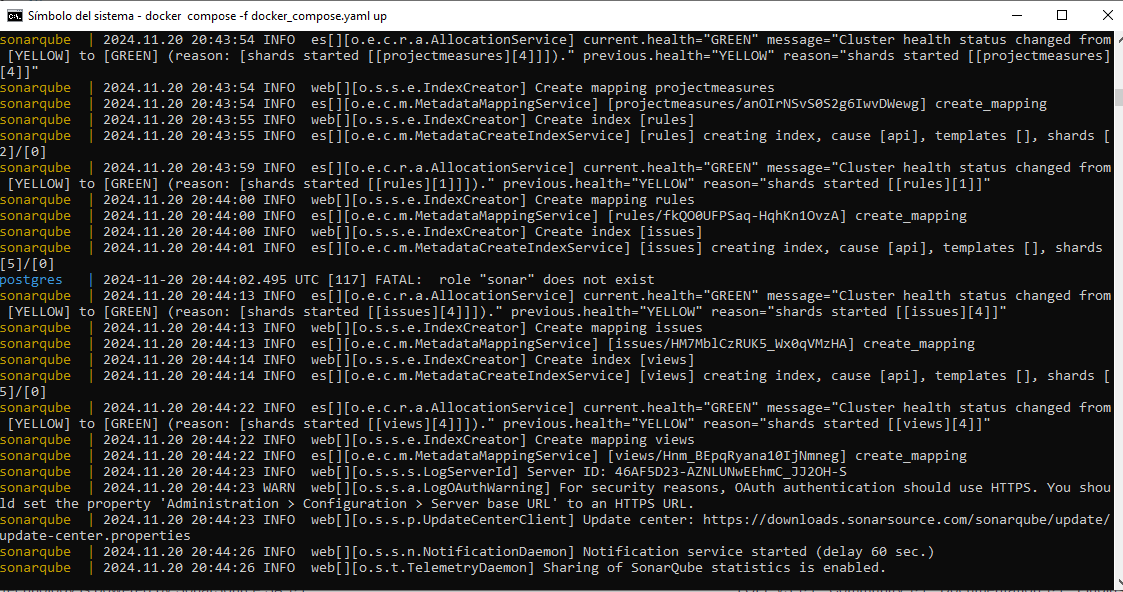 Símbolo del sistema - docker  compose -f docker_compose.yaml up
sonarqube  | 2024.11.20 20:43:54 INFO  es[][o.e.c.r.a.AllocationService] current.health="GREEN" message="Cluster health status changed from
 [YELLOW] to [GREEN] (reason: [shards started [[projectmeasures][4]]])." previous.health="YELLOW" reason="shards started [[projectmeasures]
[4]]"
sonarqube  | 2024.11.20 20:43:54 INFO  web[][o.s.s.e.IndexCreator] Create mapping projectmeasures
sonarqube  | 2024.11.20 20:43:54 INFO  es[][o.e.c.m.MetadataMappingService] [projectmeasures/anOIrNSvS0S2g6IwvDWewg] create_mapping
sonarqube  | 2024.11.20 20:43:55 INFO  web[][o.s.s.e.IndexCreator] Create index [rules]
sonarqube  | 2024.11.20 20:43:55 INFO  es[][o.e.c.m.MetadataCreateIndexService] [rules] creating index, cause [api], templates [], shards [
2]/[0]
sonarqube  | 2024.11.20 20:43:59 INFO  es[][o.e.c.r.a.AllocationService] current.health="GREEN" message="Cluster health status changed from
 [YELLOW] to [GREEN] (reason: [shards started [[rules][1]]])." previous.health="YELLOW" reason="shards started [[rules][1]]"
sonarqube  | 2024.11.20 20:44:00 INFO  web[][o.s.s.e.IndexCreator] Create mapping rules
sonarqube  | 2024.11.20 20:44:00 INFO  es[][o.e.c.m.MetadataMappingService] [rules/fkQO0UFPSaq-HqhKn1OvzA] create_mapping
sonarqube  | 2024.11.20 20:44:00 INFO  web[][o.s.s.e.IndexCreator] Create index [issues]
sonarqube  | 2024.11.20 20:44:01 INFO  es[][o.e.c.m.MetadataCreateIndexService] [issues] creating index, cause [api], templates [], shards
[5]/[0]
postgres   | 2024-11-20 20:44:02.495 UTC [117] FATAL:  role "sonar" does not exist
sonarqube  | 2024.11.20 20:44:13 INFO  es[][o.e.c.r.a.AllocationService] current.health="GREEN" message="Cluster health status changed from
 [YELLOW] to [GREEN] (reason: [shards started [[issues][4]]])." previous.health="YELLOW" reason="shards started [[issues][4]]"
sonarqube  | 2024.11.20 20:44:13 INFO  web[][o.s.s.e.IndexCreator] Create mapping issues
sonarqube  | 2024.11.20 20:44:13 INFO  es[][o.e.c.m.MetadataMappingService] [issues/HM7MblCzRUK5_Wx0qVMzHA] create_mapping
sonarqube  | 2024.11.20 20:44:14 INFO  web[][o.s.s.e.IndexCreator] Create index [views]
sonarqube  | 2024.11.20 20:44:14 INFO  es[][o.e.c.m.MetadataCreateIndexService] [views] creating index, cause [api], templates [], shards [
5]/[0]
sonarqube  | 2024.11.20 20:44:22 INFO  es[][o.e.c.r.a.AllocationService] current.health="GREEN" message="Cluster health status changed from
 [YELLOW] to [GREEN] (reason: [shards started [[views][4]]])." previous.health="YELLOW" reason="shards started [[views][4]]"
sonarqube  | 2024.11.20 20:44:22 INFO  web[][o.s.s.e.IndexCreator] Create mapping views
sonarqube  | 2024.11.20 20:44:22 INFO  es[][o.e.c.m.MetadataMappingService] [views/Hnm_BEpqRyana10IjNmneg] create_mapping
sonarqube  | 2024.11.20 20:44:23 INFO  web[][o.s.s.s.LogServerId] Server ID: 46AF5D23-AZNLUNwEEhmC_JJ2OH-S
sonarqube  | 2024.11.20 20:44:23 WARN  web[][o.s.s.a.LogOAuthWarning] For security reasons, OAuth authentication should use HTTPS. You shou
ld set the property 'Administration > Configuration > Server base URL' to an HTTPS URL.
sonarqube  | 2024.11.20 20:44:23 INFO  web[][o.s.s.p.UpdateCenterClient] Update center: https://downloads.sonarsource.com/sonarqube/update/
update-center.properties
sonarqube  | 2024.11.20 20:44:26 INFO  web[][o.s.s.n.NotificationDaemon] Notification service started (delay 60 sec.)
sonarqube  | 2024.11.20 20:44:26 INFO  web[][o.s.t.TelemetryDaemon] Sharing of SonarQube statistics is enabled.